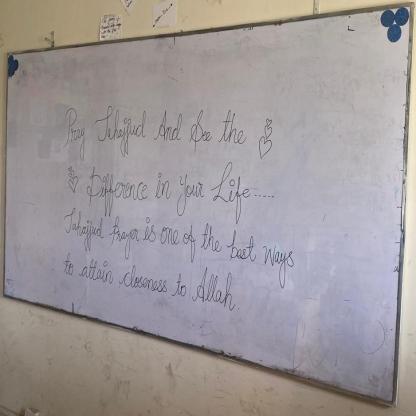 Pray Tahajjud And See the
Difference in Your Life.....
Tahajjud Prayer is one of the best Ways
to attain closeness to Allah.